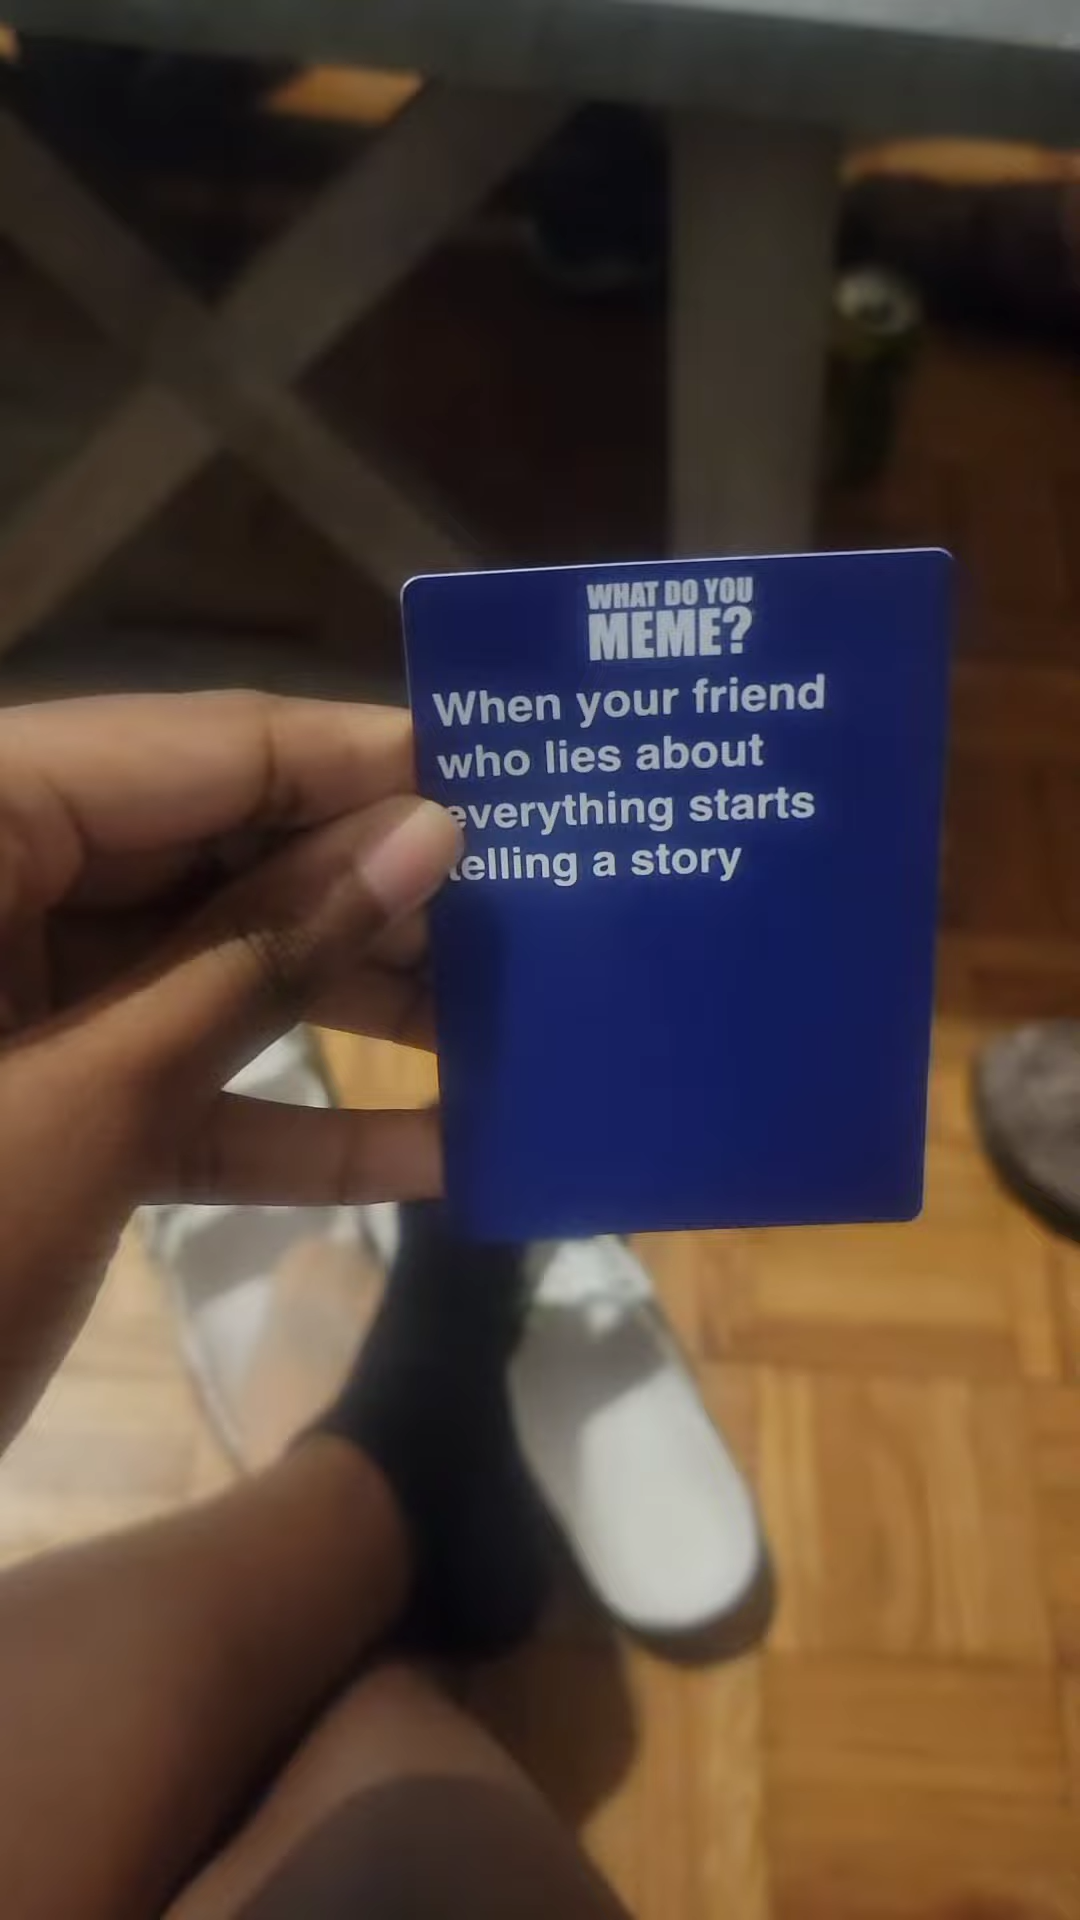 WHAT DO YOU
MEME?
When your friend
who lies about
everything starts
telling a story